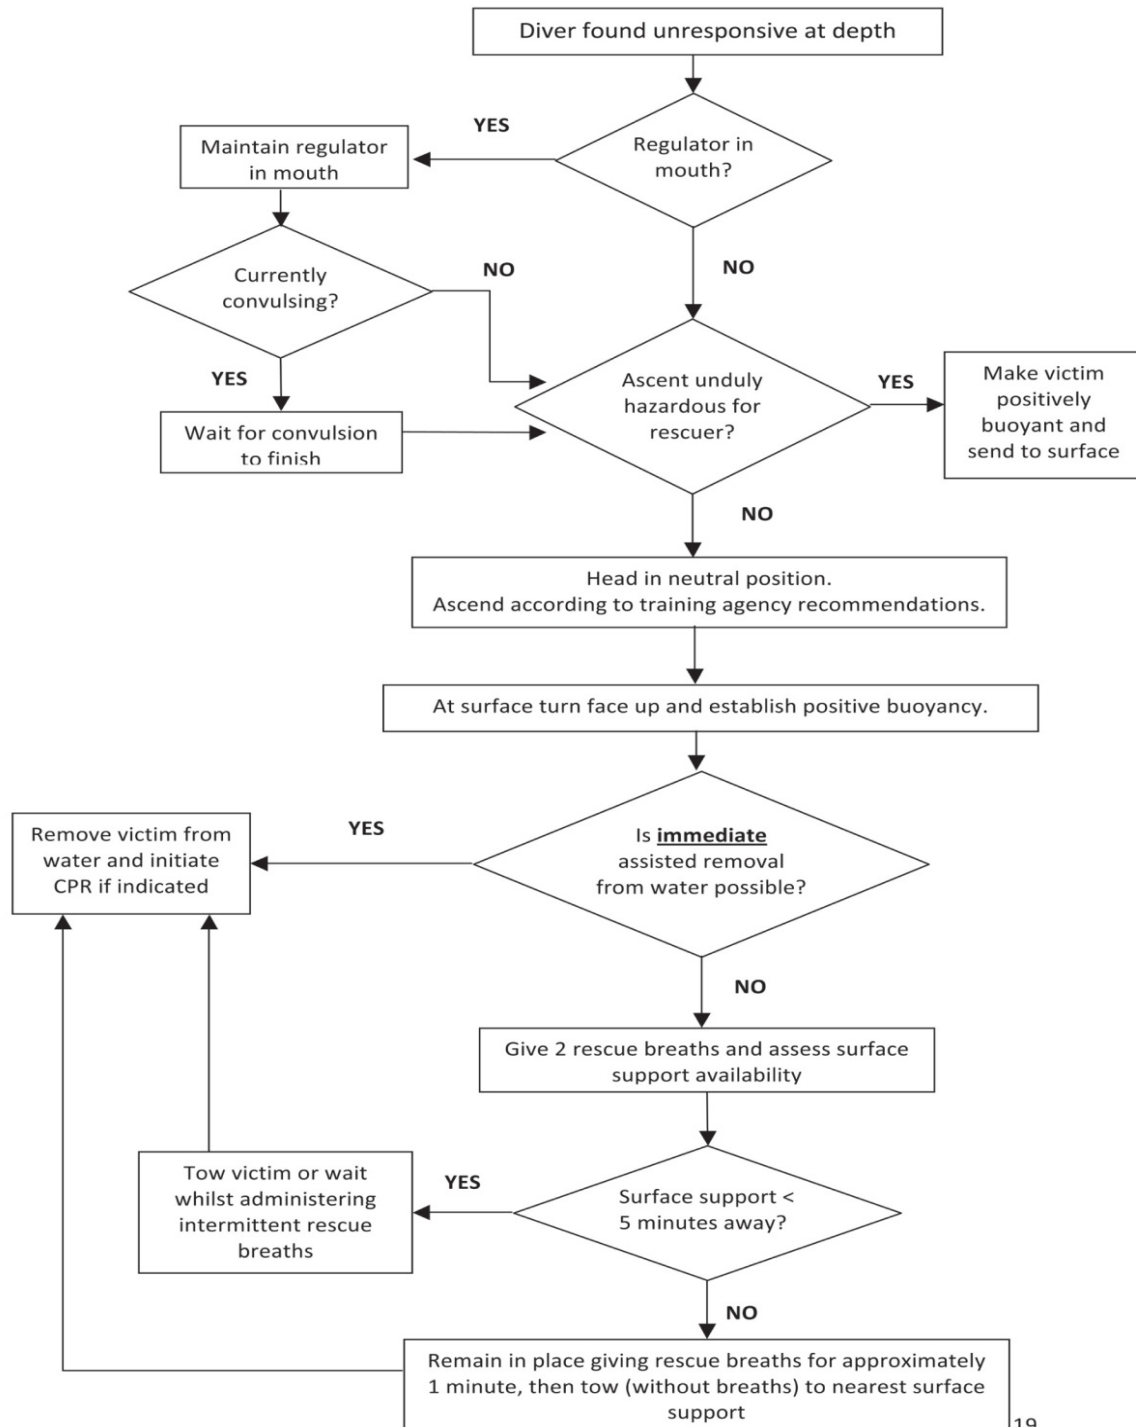 Diver found unresponsive at depth
YES
Regulator in
mouth?
Maintain regulator
in mouth
NO
Currently
convulsing?
NO
YES
Wait for convulsion
to finish
Ascent unduly
hazardous for
rescuer?
YES
Make victim
positively
buoyant and
send to surface
NO
Head in neutral position.
Ascend according to training agency recommendations.
At surface turn face up and establish positive buoyancy.
Is immediate
assisted removal
from water possible?
YES
Remove victim from
water and initiate
CPR if indicated
NO
Give 2 rescue breaths and assess surface
support availability
Surface support <
5 minutes away?
YES
Tow victim or wait
whilst administering
intermittent rescue
breaths
NO
Remain in place giving rescue breaths for approximately
1 minute, then tow (without breaths) to nearest surface
support
19